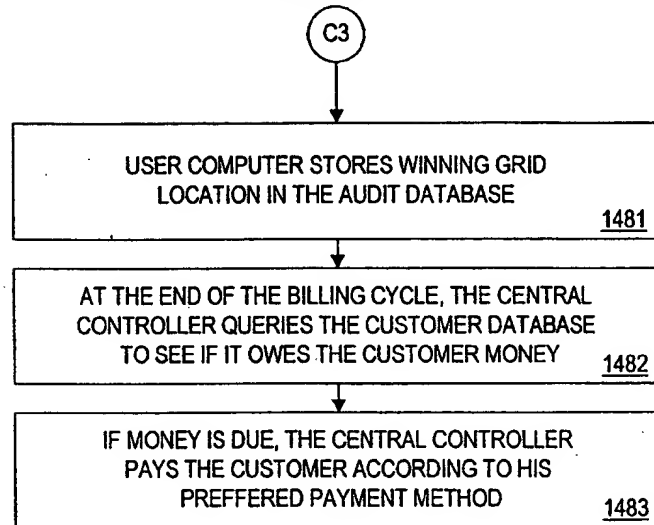 C3
USER COMPUTER STORES WINNING GRID
LOCATION IN THE AUDIT DATABASE
1481
AT THE END OF THE BILLING CYCLE, THE CENTRAL
CONTROLLER QUERIES THE CUSTOMER DATABASE
TO SEE IF IT OWES THE CUSTOMER MONEY
1482
IF MONEY IS DUE, THE CENTRAL CONTROLLER
PAYS THE CUSTOMER ACCORDING TO HIS
PREFFERED PAYMENT METHOD
1483